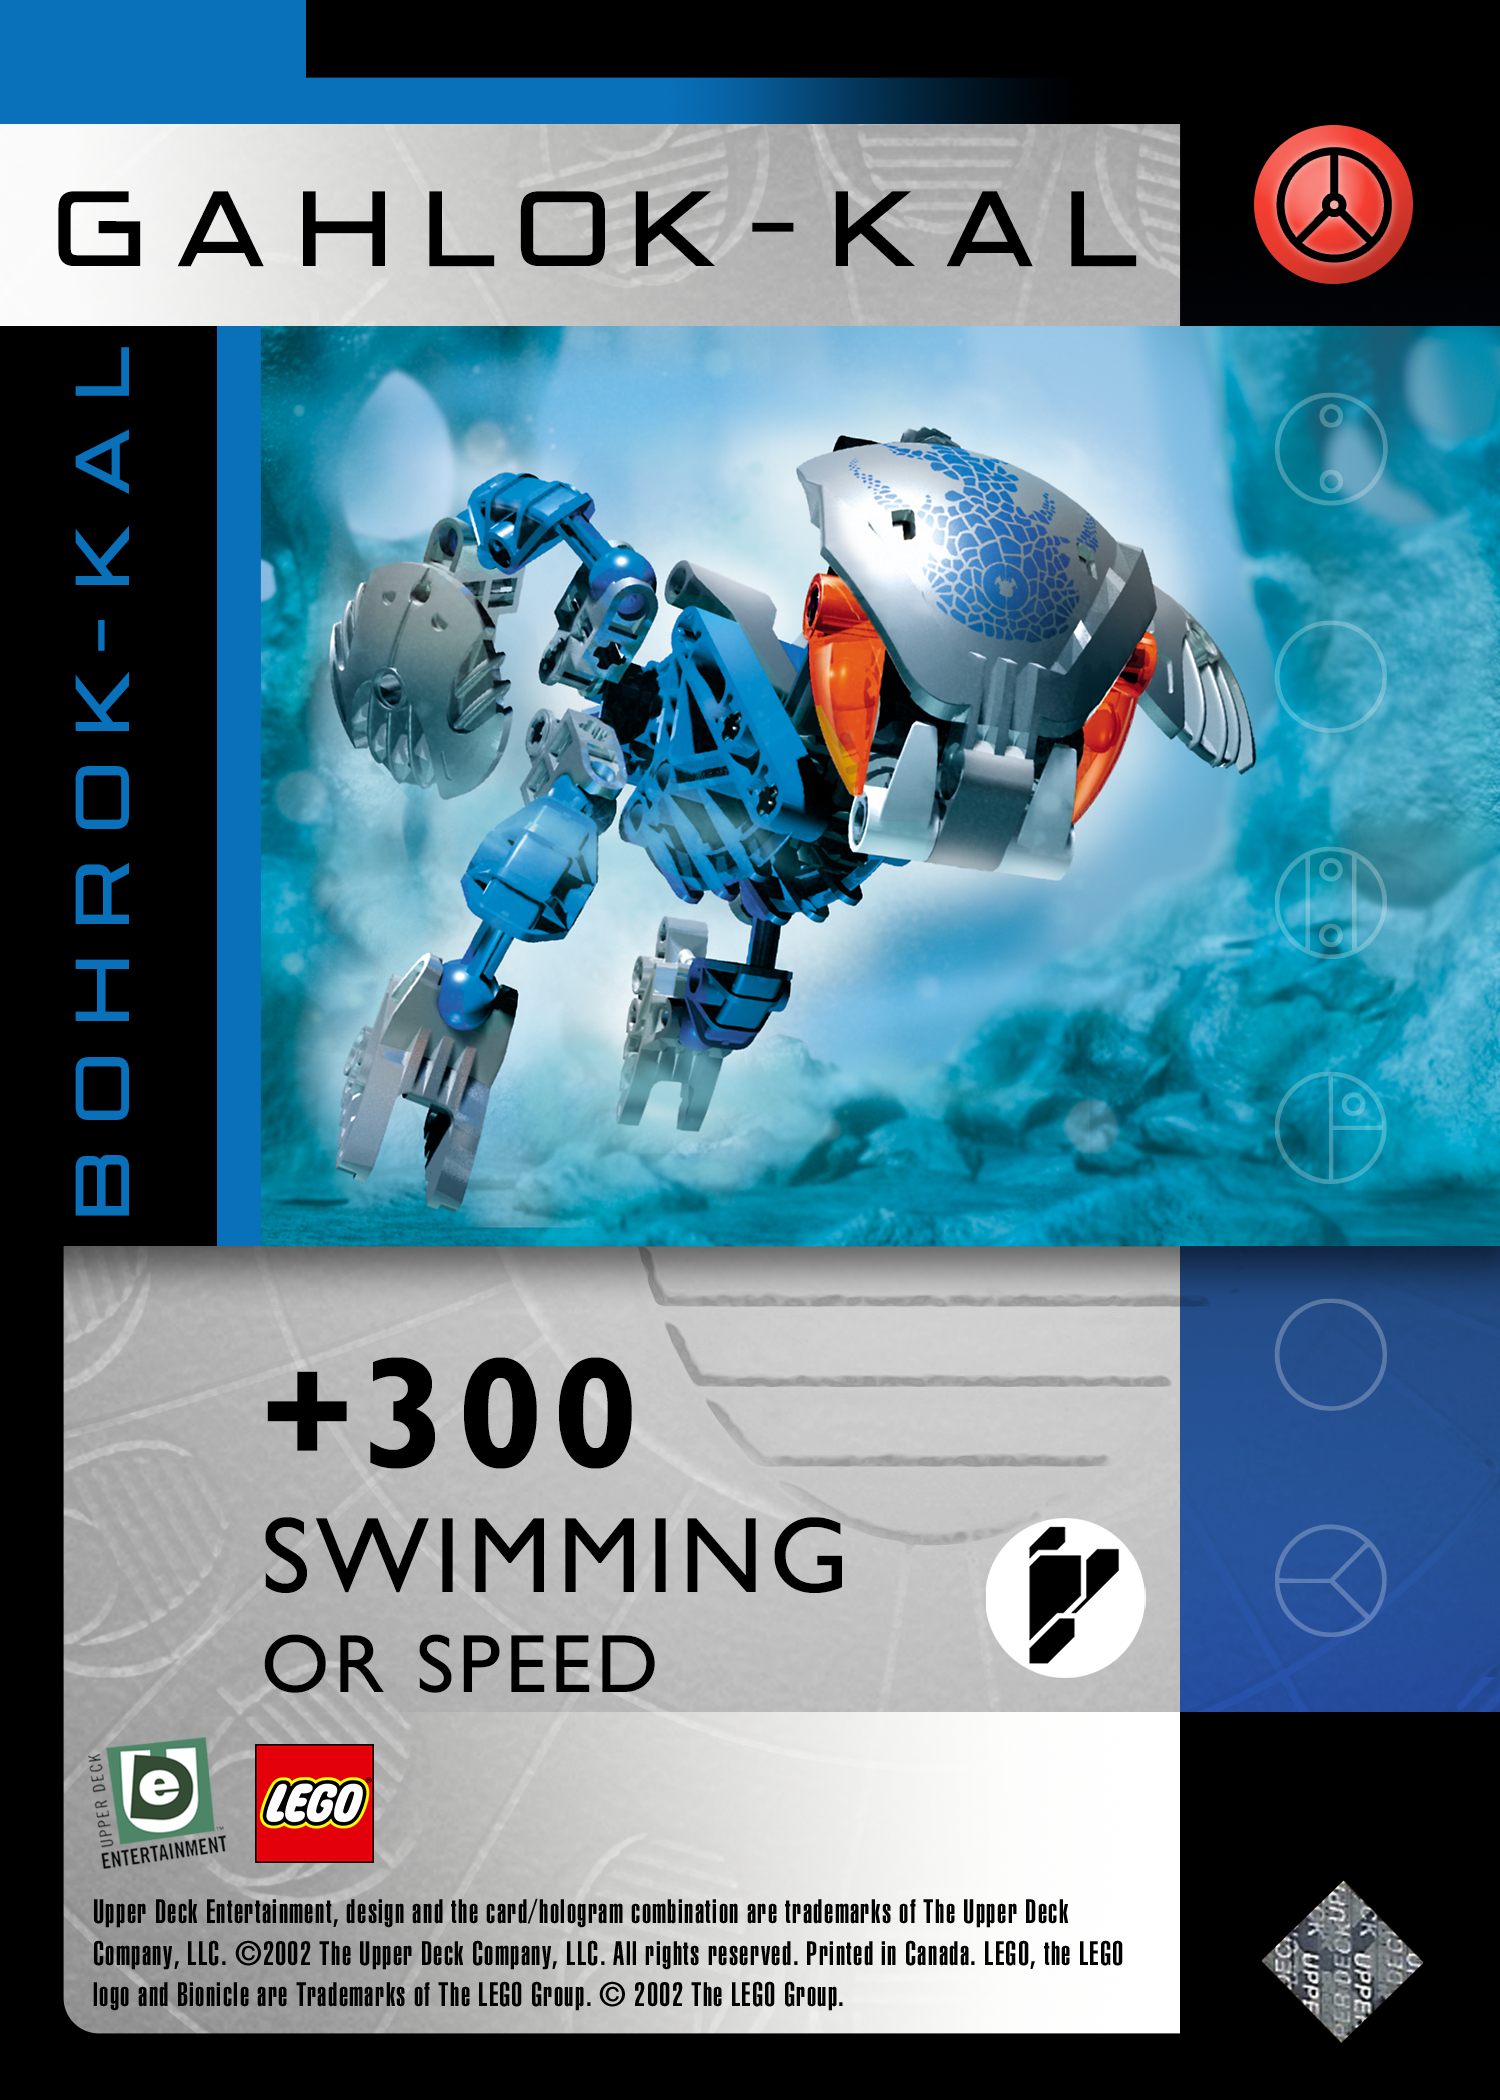 GAHLOK-KAL
BOHROK-KAL
+300
SWIMMING
OR SPEED
UPPER DECK
ENTERTAINMENT™
LEGO
Upper Deck Entertainment, design and the card/hologram combination are trademarks of The Upper Deck
Company, LLC. ©2002 The Upper Deck Company, LLC. All rights reserved. Printed in Canada. LEGO, the LEGO
logo and Bionicle are Trademarks of The LEGO Group. © 2002 The LEGO Group.